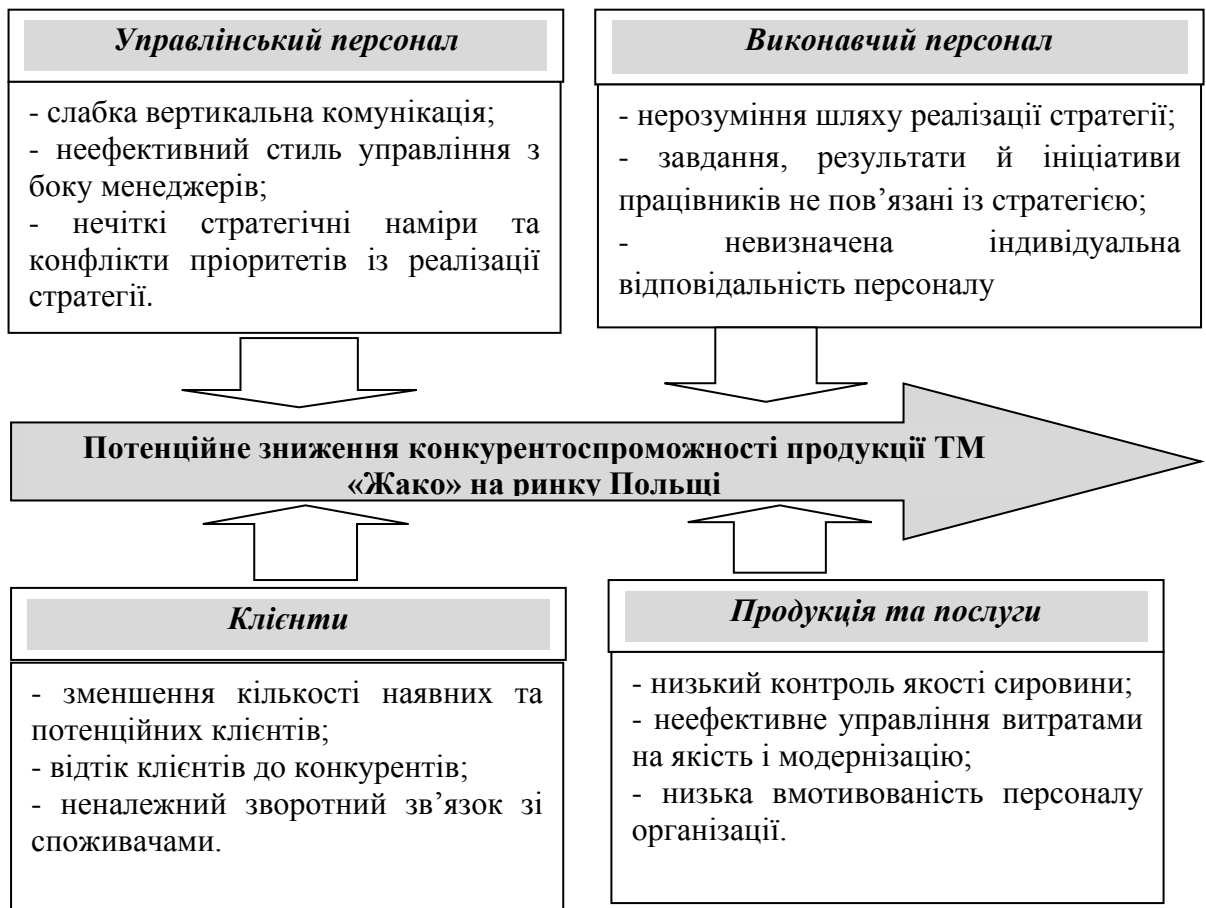 Управлінський персонал
- слабка вертикальна комунікація;
- неефективний стиль управління з
боку менеджерів;
- нечіткі стратегічні наміри та
конфлікти пріоритетів із реалізації
стратегії.
Виконавчий персонал
- нерозуміння шляху реалізації стратегії;
- завдання, результати й ініціативи
працівників не пов’язані із стратегією;
- невизначена індивідуальна
відповідальність персоналу
Потенційне зниження конкурентоспроможності продукції ТМ
«Жако» на ринку Польщі
Клієнти
- зменшення кількості наявних та
потенційних клієнтів;
- відтік клієнтів до конкурентів;
- неналежний зворотний зв’язок зі
споживачами.
Продукція та послуги
- низький контроль якості сировини;
- неефективне управління витратами
на якість і модернізацію;
- низька вмотивованість персоналу
організації.